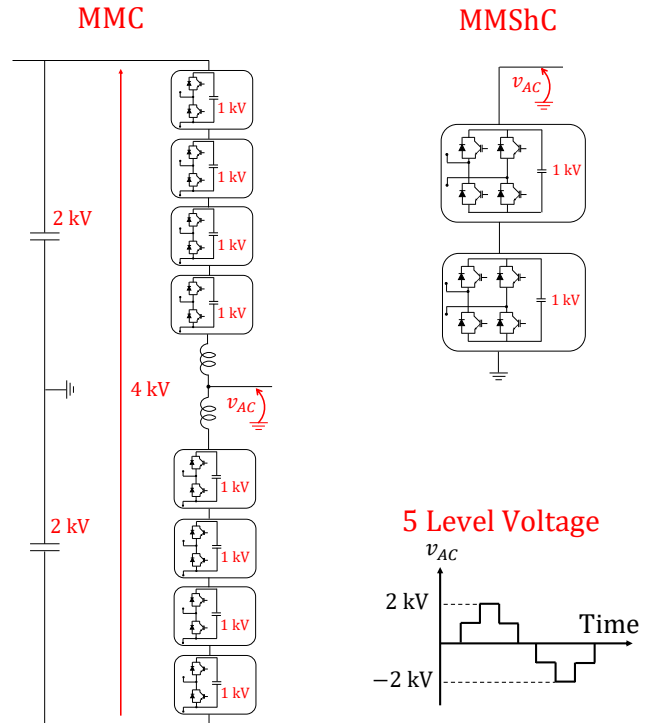 MMC
MMShC
1 kV
1 kV
1 kV
1 kV
2 kV
4 kV
v_AC
2 kV
1 kV
1 kV
1 kV
1 kV
v_AC
1 kV
1 kV
5 Level Voltage
v_AC
2 kV
Time
−2 kV